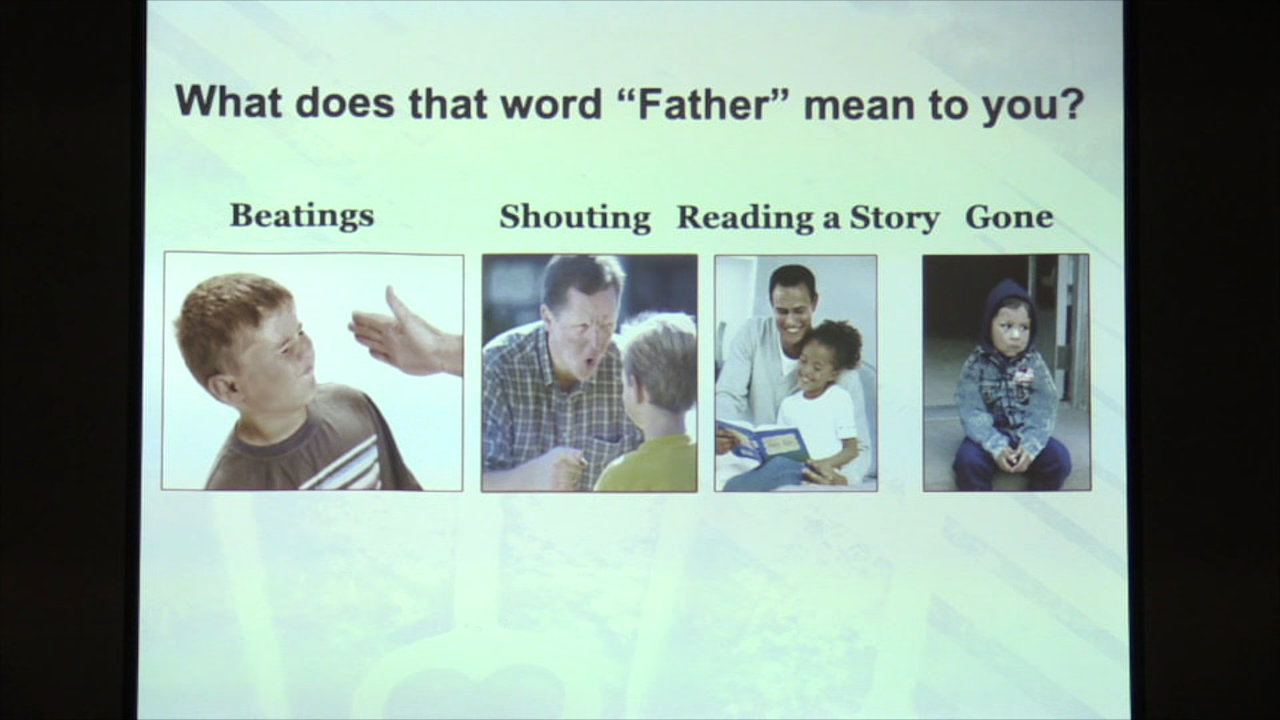 What does that word “Father” mean to you?
Beatings Shouting Reading a Story Gone